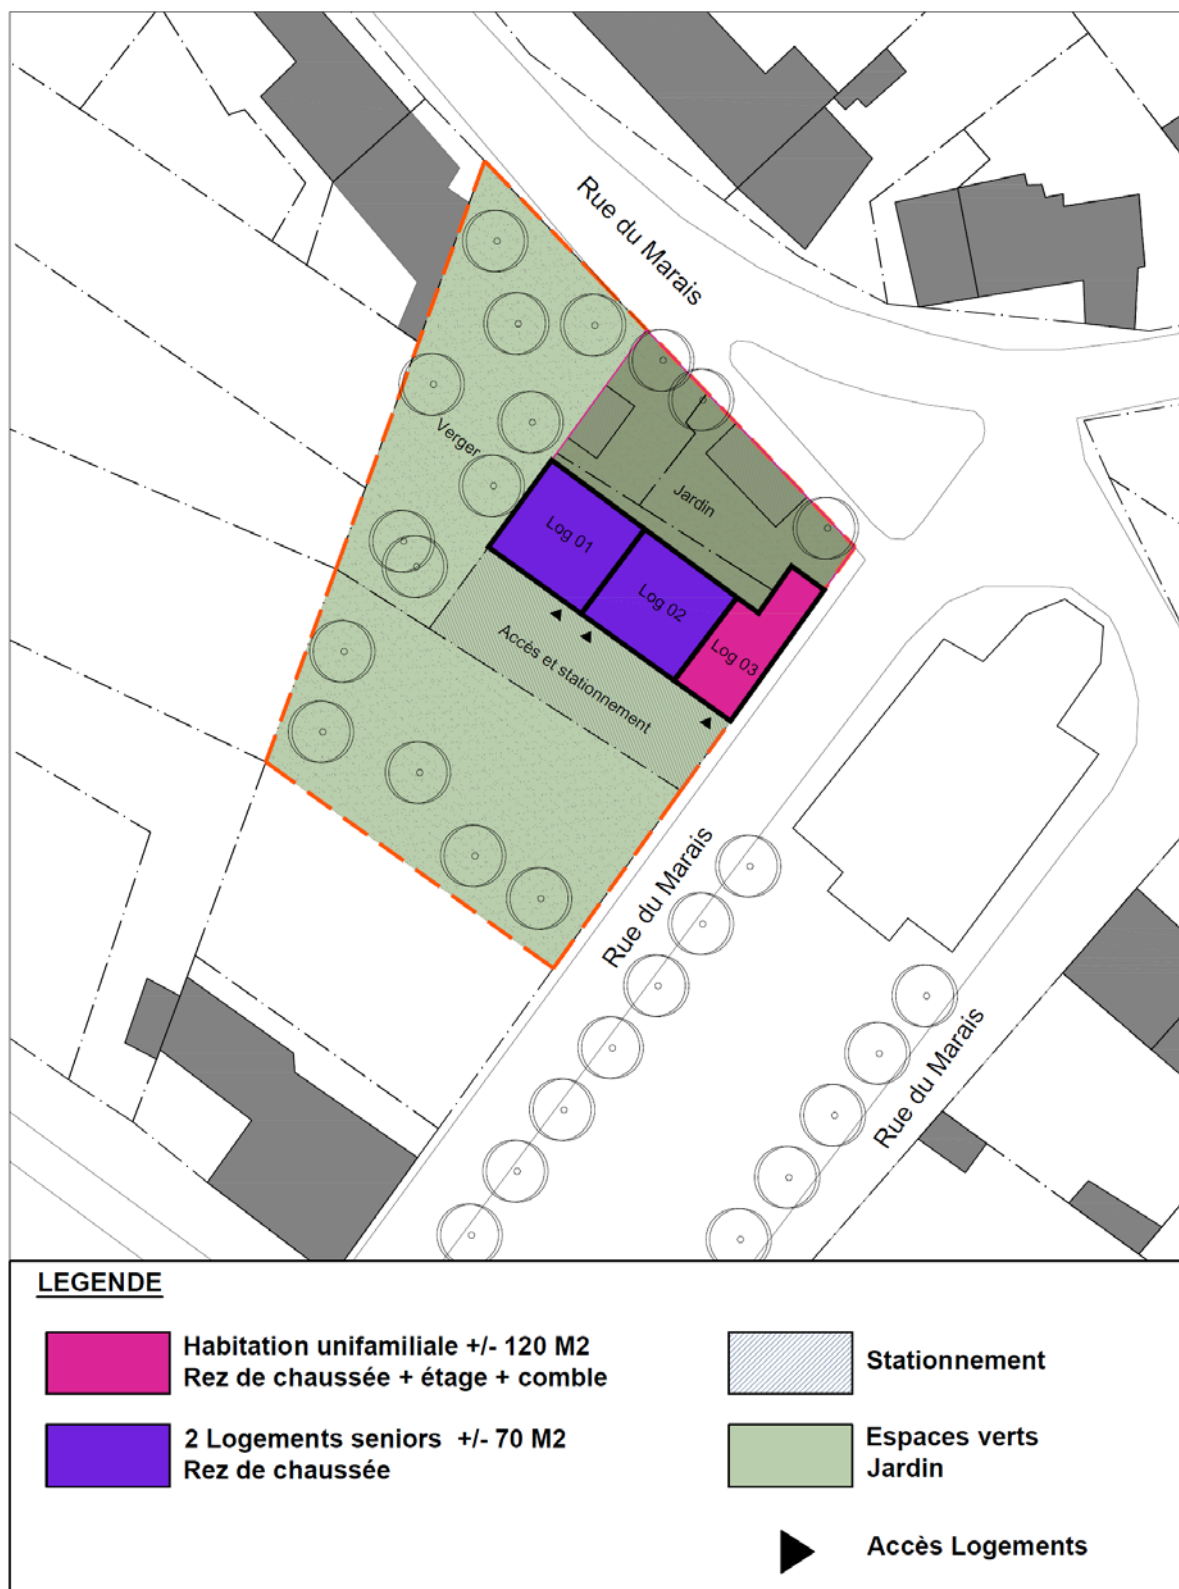 Rue du Marais
Verger
Jardin
Log 01
Log 02
Log 03
Accès et stationnement
Rue du Marais
Rue du Marais
LEGENDE
Habitation unifamiliale +/- 120 M2
Rez de chaussée + étage + comble
2 Logements seniors +/- 70 M2
Rez de chaussée
Stationnement
Espaces verts
Jardin
Accès Logements